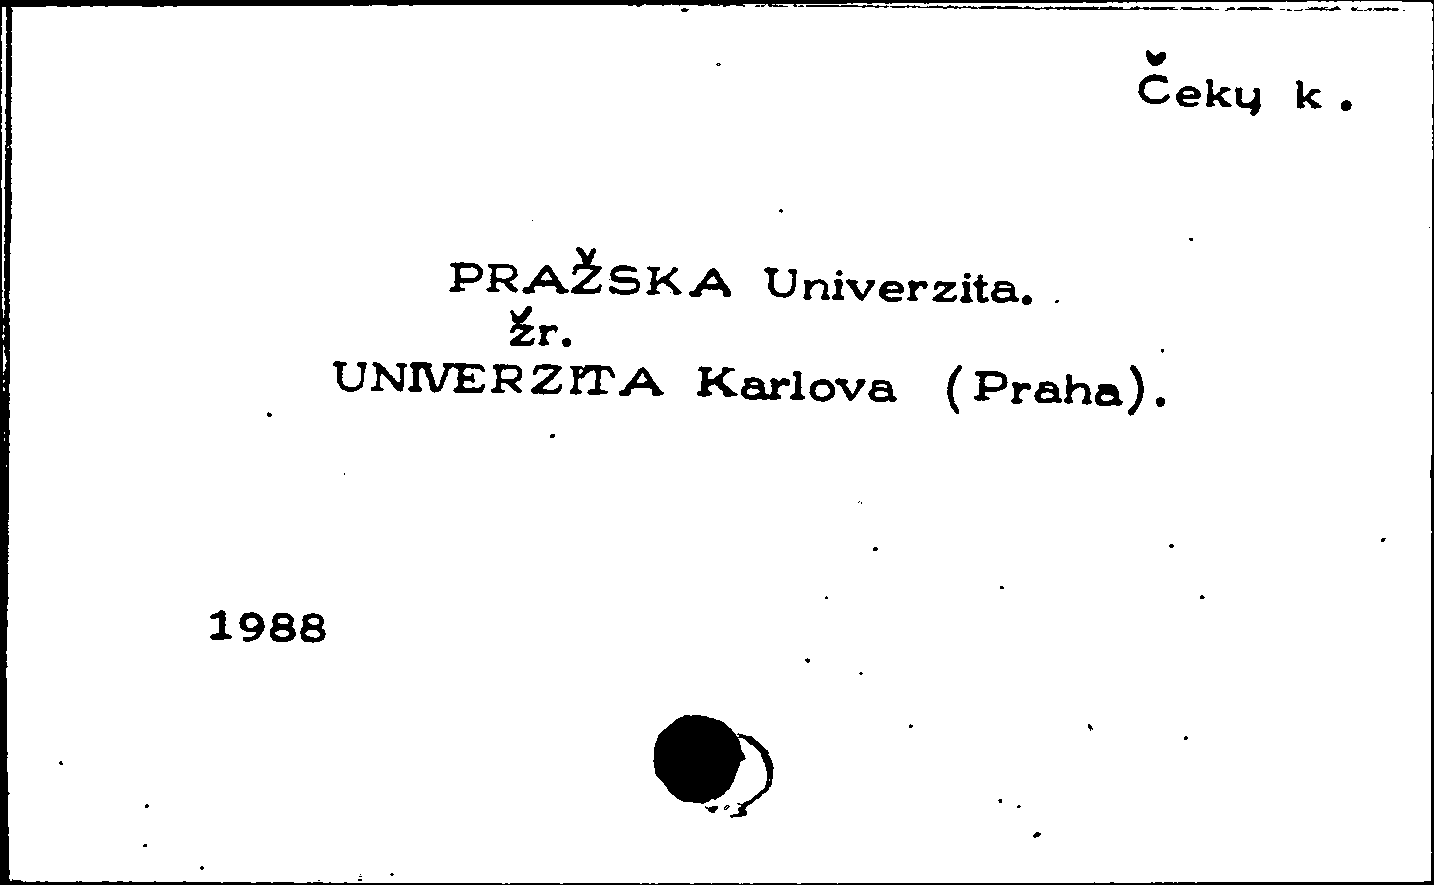 Čeky k.
PRAŽSKA Univerzita.
žr.
UNIVERZITA Karlova (Praha).
1988